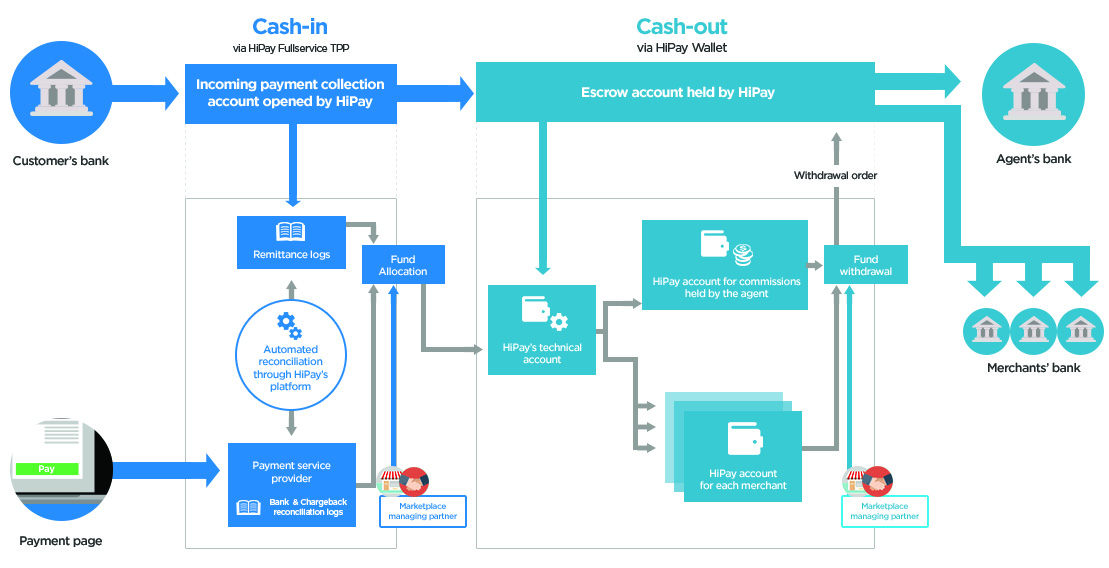 Cash-in
via HiPay Fullservice TPP
Cash-out
via HiPay Wallet
Incoming payment collection
account opened by HiPay
Escrow account held by HiPay
Customer's bank
Agent's bank
Withdrawal order
Remittance logs
Fund
Allocation
HiPay account for commissions
held by the agent
Fund
withdrawal
Automated
reconciliation
through HiPay's
platform
HiPay's technical
account
Merchants' bank
Pay
Payment service
provider
Bank & Chargeback
reconciliation logs
HiPay account
for each merchant
Marketplace
managing partner
Marketplace
managing partner
Payment page